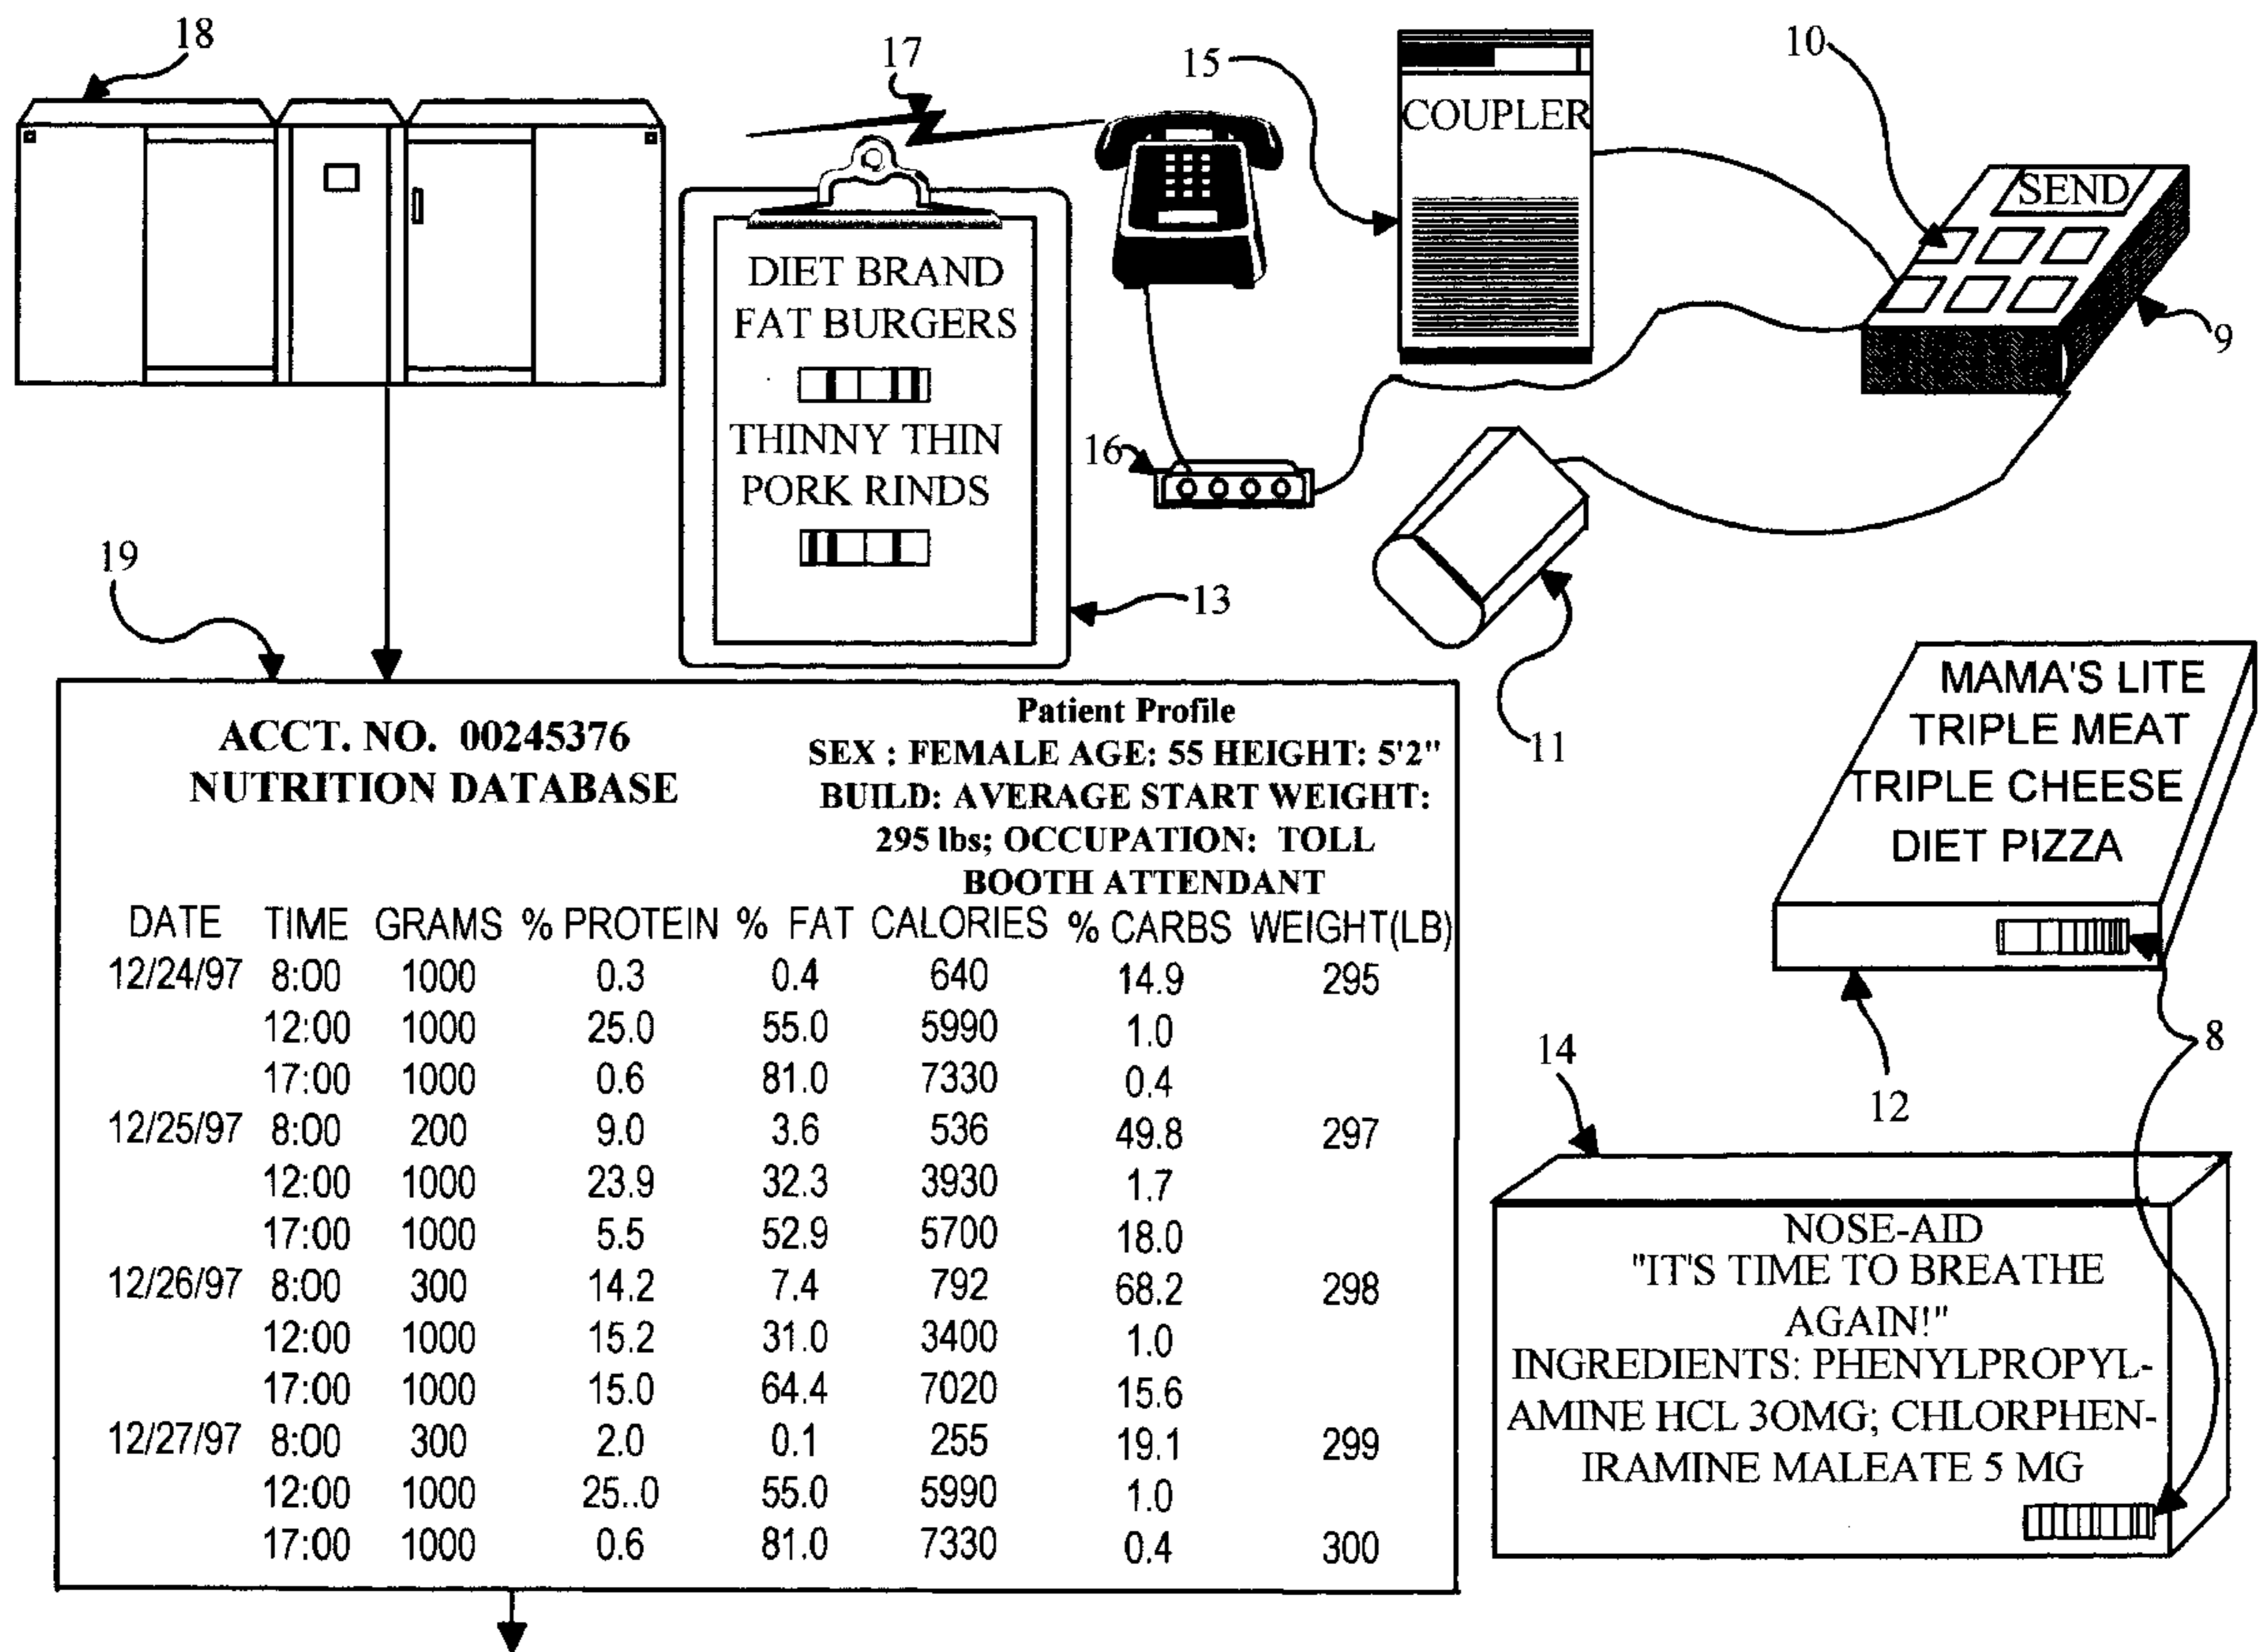 18
17
15
10
COUPLER
SEND
9
DIET BRAND
FAT BURGERS
THINNY THIN
PORK RINDS
16
19
13
11
MAMA'S LITE
TRIPLE MEAT
TRIPLE CHEESE
DIET PIZZA
8
12
14
ACCT. NO. 00245376
NUTRITION DATABASE
Patient Profile
SEX : FEMALE AGE: 55 HEIGHT: 5'2"
BUILD: AVERAGE START WEIGHT:
295 lbs; OCCUPATION: TOLL
BOOTH ATTENDANT
DATE TIME GRAMS % PROTEIN % FAT CALORIES % CARBS WEIGHT(LB)
12/24/97 8:00 1000 0.3 0.4 640 14.9 295
12:00 1000 25.0 55.0 5990 1.0
17:00 1000 0.6 81.0 7330 0.4
12/25/97 8:00 200 9.0 3.6 536 49.8 297
12:00 1000 23.9 32.3 3930 1.7
17:00 1000 5.5 52.9 5700 18.0
12/26/97 8:00 300 14.2 7.4 792 68.2 298
12:00 1000 15.2 31.0 3400 1.0
17:00 1000 15.0 64.4 7020 15.6
12/27/97 8:00 300 2.0 0.1 255 19.1 299
12:00 1000 25..0 55.0 5990 1.0
17:00 1000 0.6 81.0 7330 0.4 300
NOSE-AID
"IT'S TIME TO BREATHE
AGAIN!"
INGREDIENTS: PHENYLPROPYL-
AMINE HCL 3OMG; CHLORPHEN-
IRAMINE MALEATE 5 MG